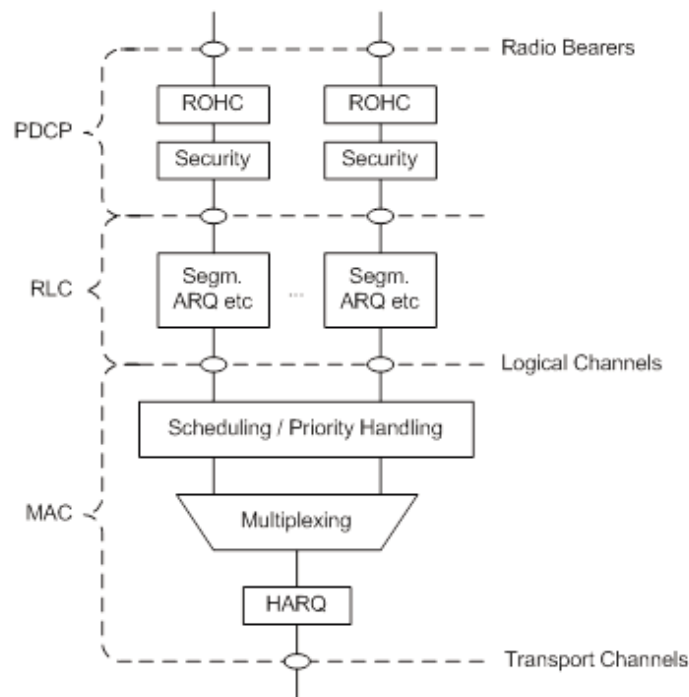 Radio Bearers
ROHC
ROHC
PDCP
Security
Security
Segm.
ARQ etc
...
Segm.
ARQ etc
RLC
Logical Channels
Scheduling / Priority Handling
MAC
Multiplexing
HARQ
Transport Channels